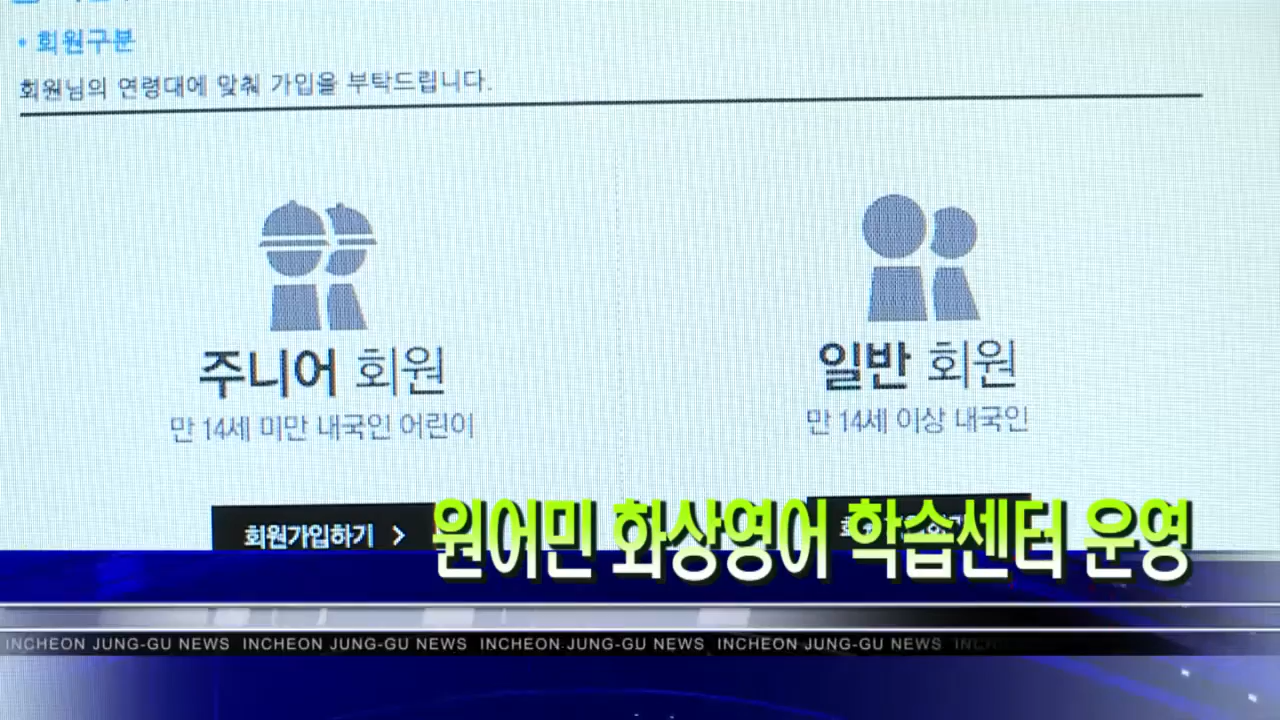 • 회원구분
회원님의 연령대에 맞춰 가입을 부탁드립니다.
주니어 회원
만 14세 미만 내국인 어린이
회원가입하기 >
일반 회원
만 14세 이상 내국인
원어민 화상영어 학습센터 운영
INCHEON JUNG-GU NEWS INCHEON JUNG-GU NEWS INCHEON JUNG-GU NEWS INCHEON JUNG-GU NEWS